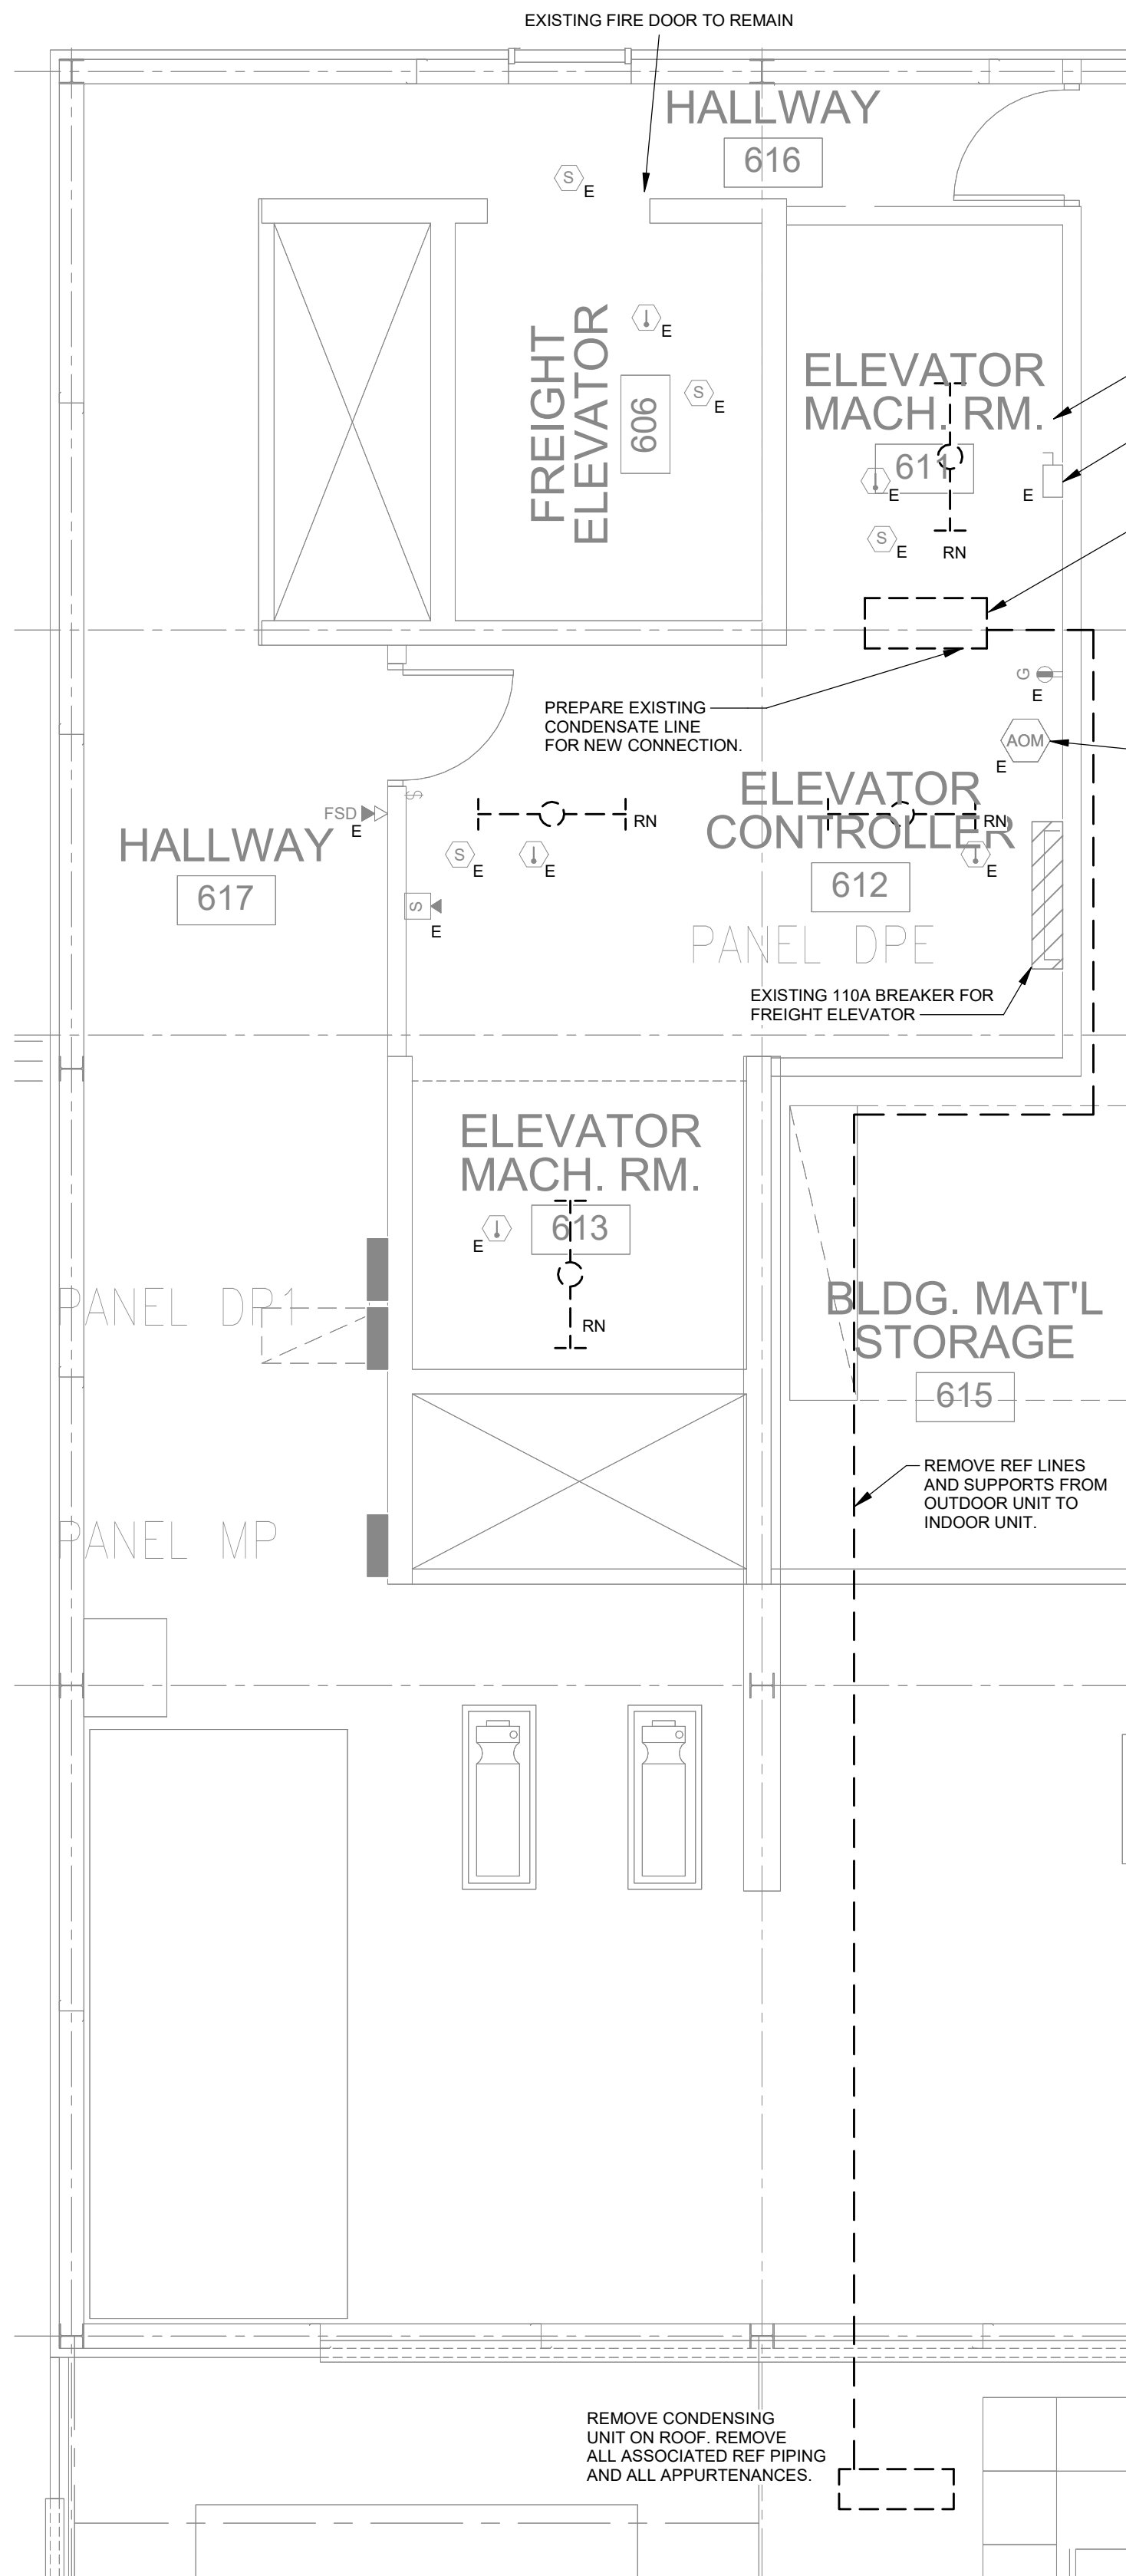 EXISTING FIRE DOOR TO REMAIN
HALLWAY
616
S
E
FREIGHT
ELEVATOR
606
E
S
E
ELEVATOR
MACH. RM.
611
E
E
S
E
RN
PREPARE EXISTING
CONDENSATE LINE
FOR NEW CONNECTION.
G
E
AOM
E
FSD
E
$
HALLWAY
617
RN
S
E
E
S
E
ELEVATOR
CONTROLLER
RN
612
E
PANEL DPE
EXISTING 110A BREAKER FOR
FREIGHT ELEVATOR
ELEVATOR
MACH. RM.
613
E
RN
PANEL DP1
BLDG. MAT'L
STORAGE
615
PANEL MP
REMOVE REF LINES
AND SUPPORTS FROM
OUTDOOR UNIT TO
INDOOR UNIT.
REMOVE CONDENSING
UNIT ON ROOF. REMOVE
ALL ASSOCIATED REF PIPING
AND ALL APPURTENANCES.